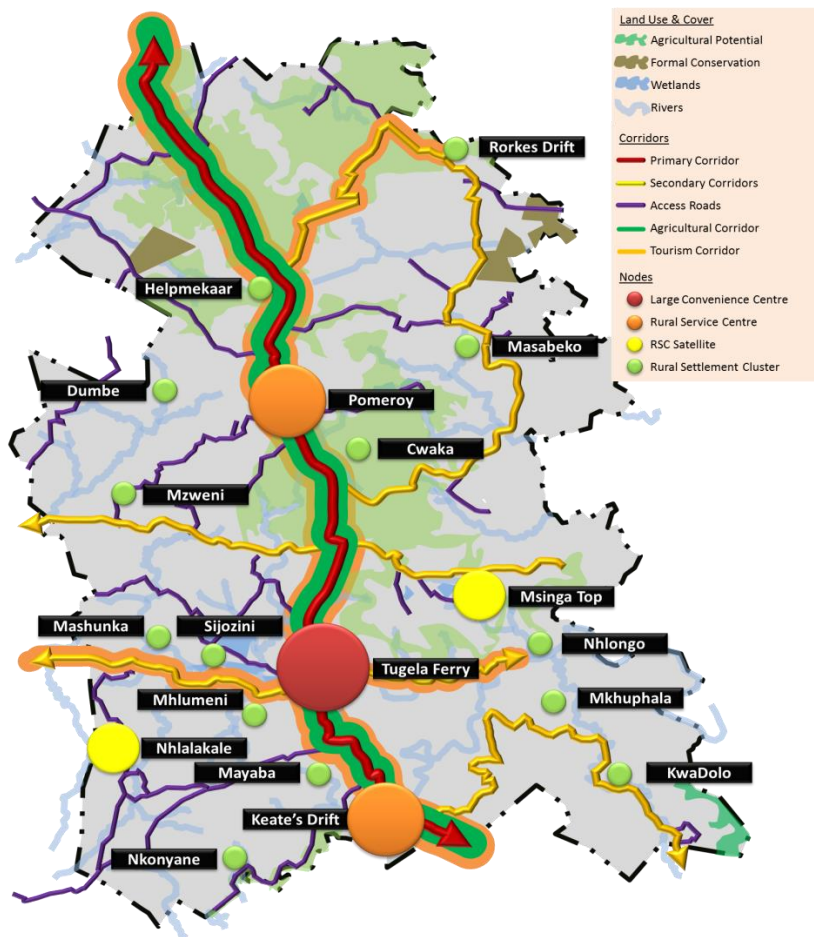 Land Use & Cover
Agricultural Potential
Formal Conservation
Wetlands
Rivers
Corridors
Primary Corridor
Secondary Corridors
Access Roads
Agricultural Corridor
Tourism Corridor
Nodes
Large Convenience Centre
Rural Service Centre
RSC Satellite
Rural Settlement Cluster
Rorkes Drift
Helpmekaar
Masabeko
Dumbe
Pomeroy
Cwaka
Mzweni
Msinga Top
Mashunka
Sijozini
Nhlongo
Tugela Ferry
Mhlumeni
Mkhuphala
Nhlalakale
Mayaba
KwaDolo
Keate's Drift
Nkonyane